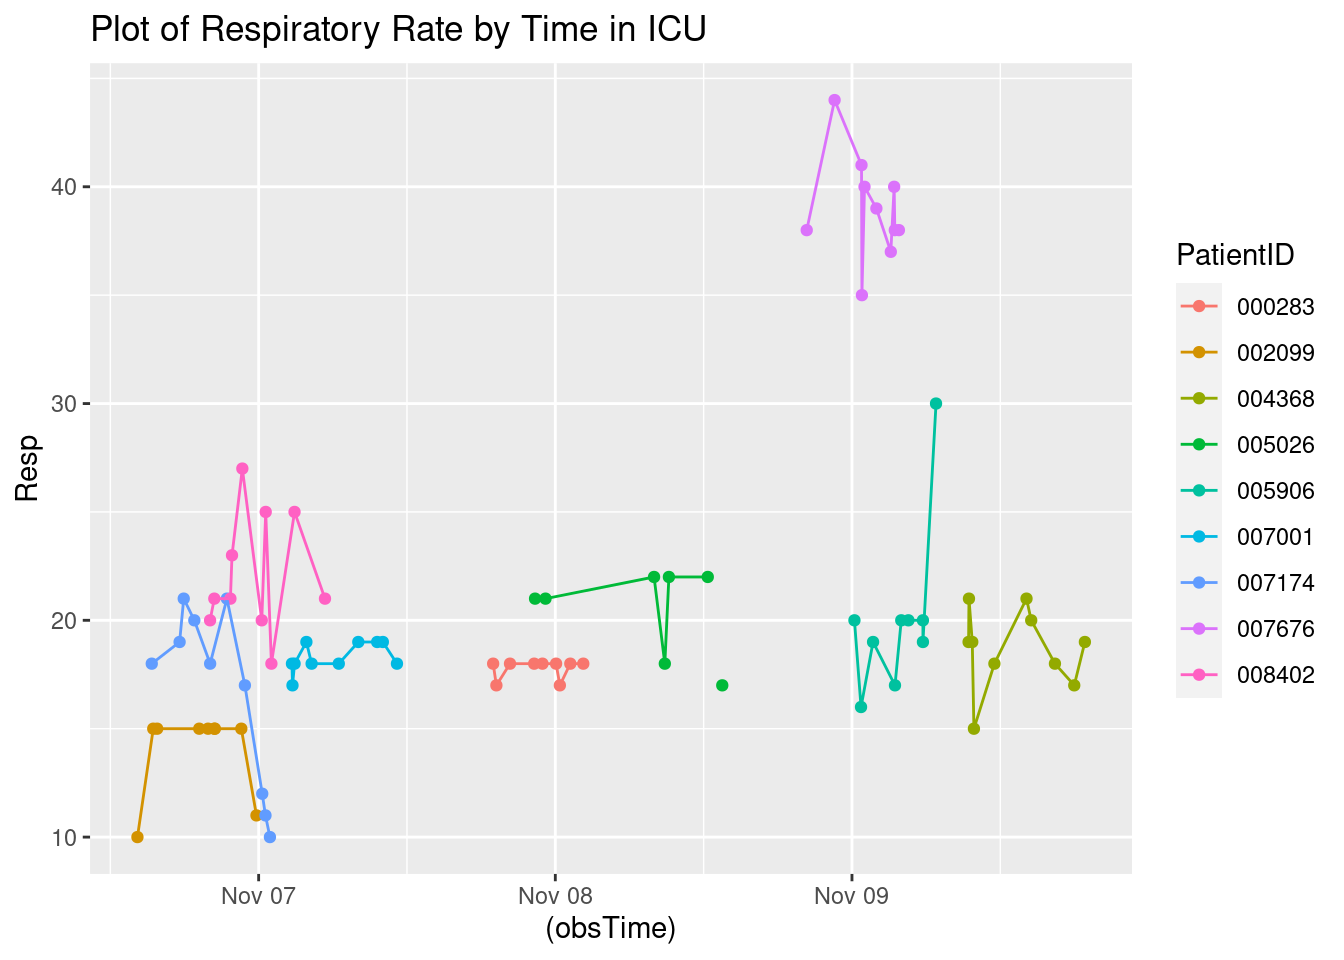 Plot of Respiratory Rate by Time in ICU
40
30
20
10
Resp
Nov 07
Nov 08
Nov 09
(obsTime)
PatientID
000283
002099
004368
005026
005906
007001
007174
007676
008402